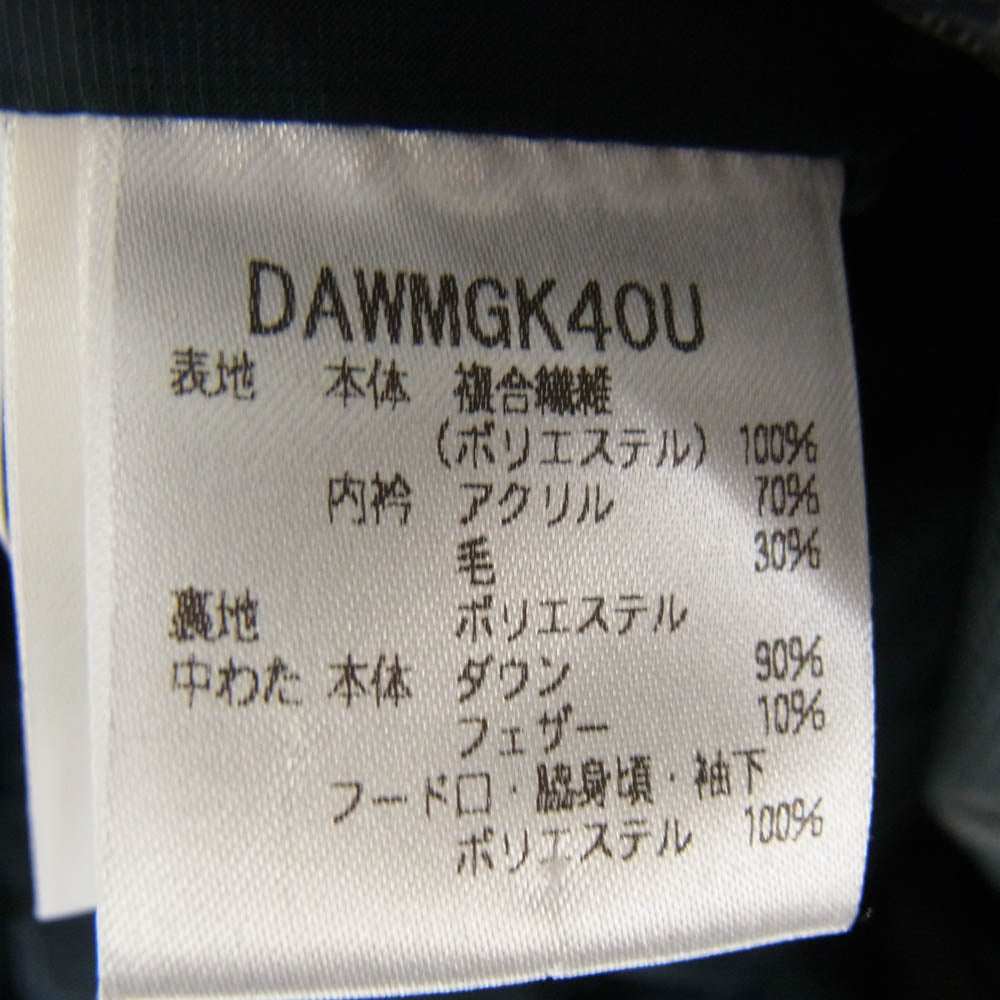 DAWMGK40U
表地 本体 複合繊維
(ポリエステル) 100%
内衿 アクリル 70%
毛 30%
裏地 ポリエステル
中わた 本体 ダウン 90%
フェザー 10%
フード口・脇身頃・袖下
ポリエステル 100%